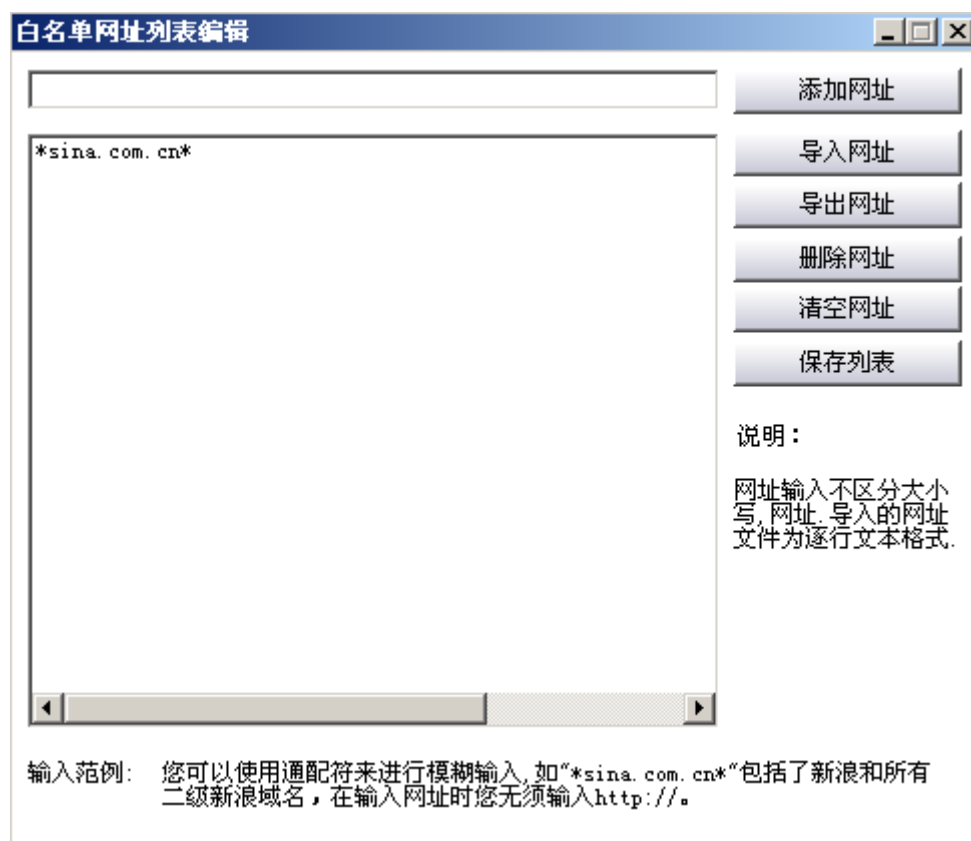 白名单网址列表编辑
添加网址
*sina.com.cn*
导入网址
导出网址
删除网址
清空网址
保存列表
说明：
网址输入不区分大小
写,网址.导入的网址
文件为逐行文本格式.
输入范例: 您可以使用通配符来进行模糊输入,如"*sina.com.cn*"包括了新浪和所有
二级新浪域名，在输入网址时您无须输入http://。